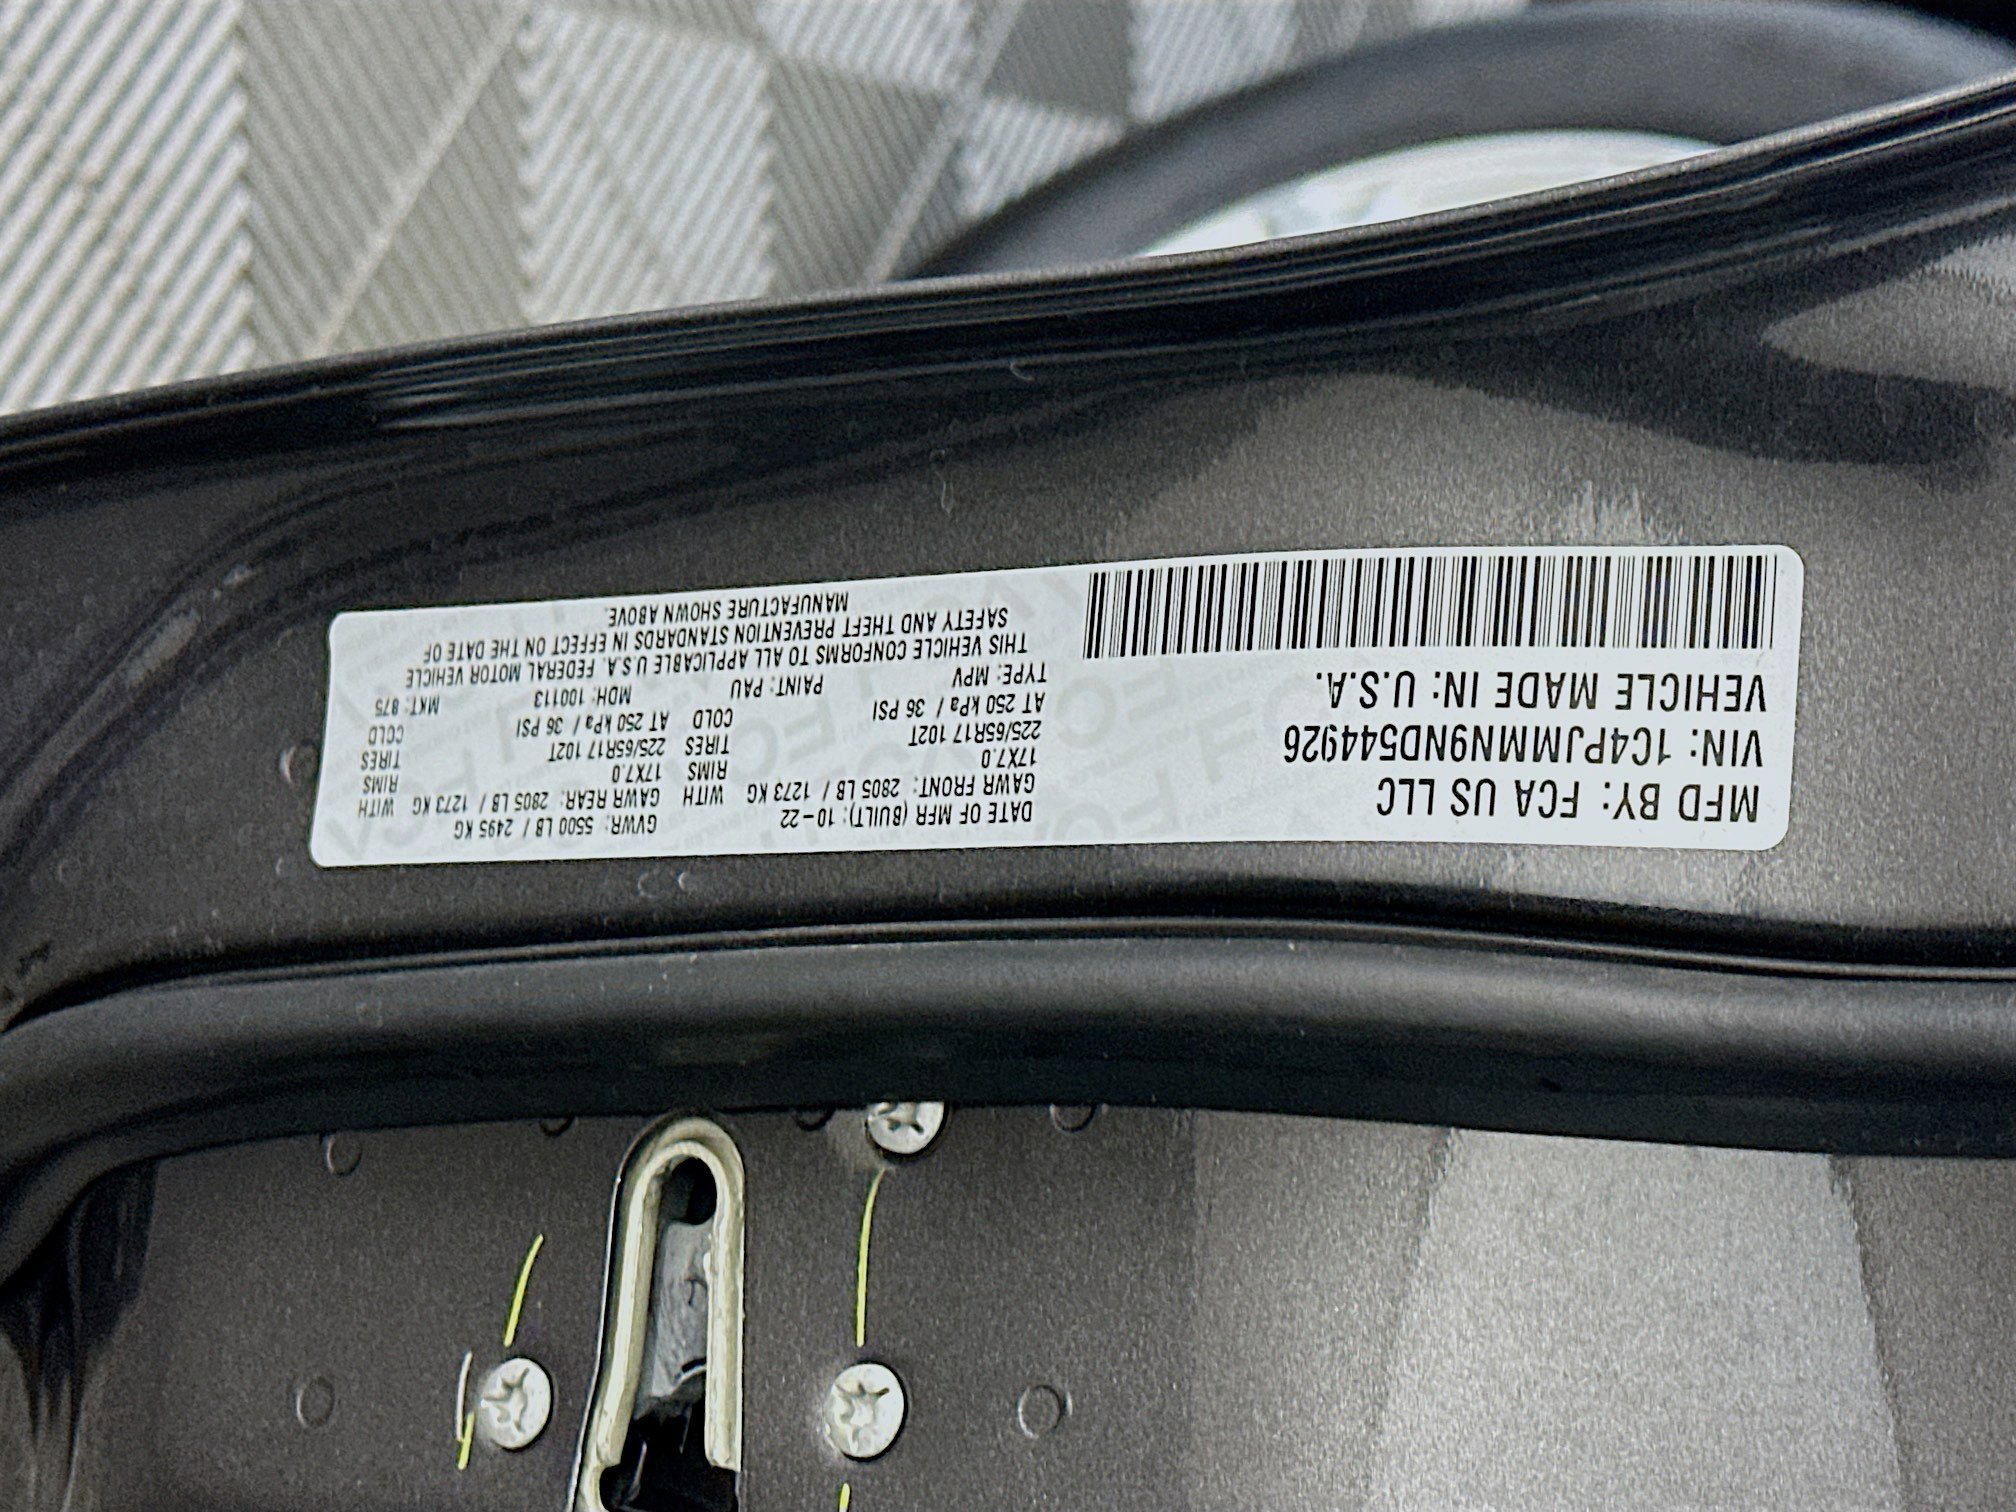 MFD BY: FCA US LLC
VIN: 1C4PJMMN9ND544926
VEHICLE MADE IN: U.S.A.
DATE OF MFR (BUILT): 10-22 GVWR: 5500 LB / 2495 KG
GAWR FRONT: 2805 LB / 1273 KG WITH GAWR REAR: 2805 LB / 1273 KG WITH
17X7.0 RIMS 17X7.0 RIMS
225/65R17 102T TIRES 225/65R17 102T TIRES
AT 250 kPa / 36 PSI COLD AT 250 kPa / 36 PSI COLD
TYPE: MPV PAINT: PAU MDH: 100113 MKT: 875
THIS VEHICLE CONFORMS TO ALL APPLICABLE U.S.A. FEDERAL MOTOR VEHICLE
SAFETY AND THEFT PREVENTION STANDARDS IN EFFECT ON THE DATE OF
MANUFACTURE SHOWN ABOVE.